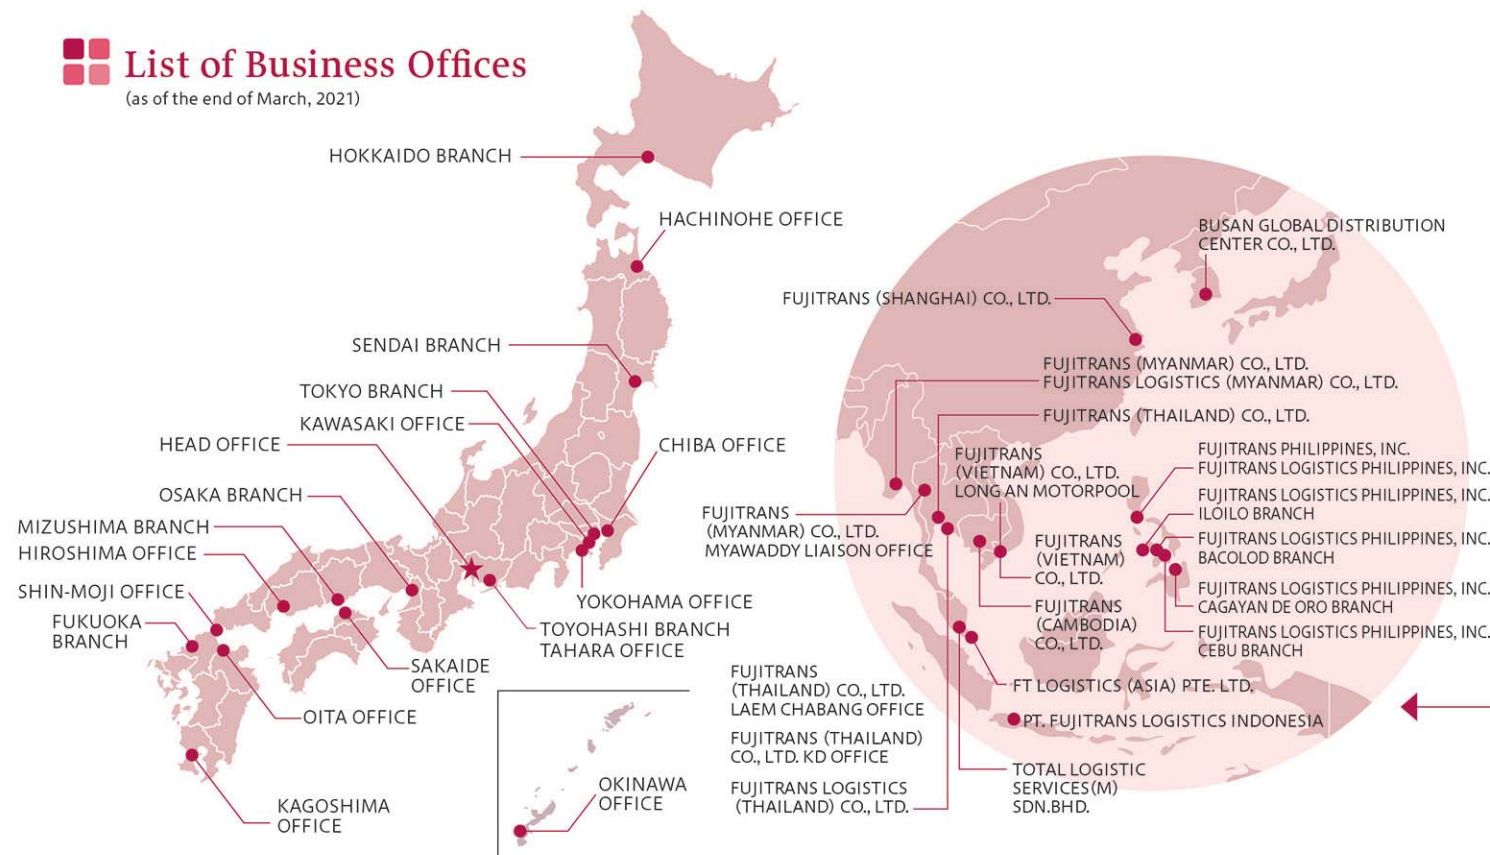 List of Business Offices
(as of the end of March, 2021)
HOKKAIDO BRANCH
HACHINOHE OFFICE
SENDAI BRANCH
TOKYO BRANCH
KAWASAKI OFFICE
HEAD OFFICE
CHIBA OFFICE
OSAKA BRANCH
MIZUSHIMA BRANCH
HIROSHIMA OFFICE
SHIN-MOJI OFFICE
FUKUOKA
BRANCH
YOKOHAMA OFFICE
TOYOHASHI BRANCH
TAHARA OFFICE
SAKAIDE
OFFICE
OITA OFFICE
KAGOSHIMA
OFFICE
OKINAWA
OFFICE
BUSAN GLOBAL DISTRIBUTION
CENTER CO., LTD.
FUJITRANS (SHANGHAI) CO., LTD.
FUJITRANS (MYANMAR) CO., LTD.
FUJITRANS LOGISTICS (MYANMAR) CO., LTD.
FUJITRANS (THAILAND) CO., LTD.
FUJITRANS
(VIETNAM) CO., LTD.
LONG AN MOTORPOOL
FUJITRANS PHILIPPINES, INC.
FUJITRANS LOGISTICS PHILIPPINES, INC.
FUJITRANS LOGISTICS PHILIPPINES, INC.
ILOILO BRANCH
FUJITRANS LOGISTICS PHILIPPINES, INC.
BACOLOD BRANCH
FUJITRANS LOGISTICS PHILIPPINES, INC.
CAGAYAN DE ORO BRANCH
FUJITRANS LOGISTICS PHILIPPINES, INC.
CEBU BRANCH
FUJITRANS
(MYANMAR) CO., LTD.
MYAWADDY LIAISON OFFICE
FUJITRANS
(VIETNAM)
CO., LTD.
FUJITRANS
(CAMBODIA)
CO., LTD.
FT LOGISTICS (ASIA) PTE. LTD.
PT. FUJITRANS LOGISTICS INDONESIA
TOTAL LOGISTIC
SERVICES(M)
SDN.BHD.
FUJITRANS
(THAILAND) CO., LTD.
LAEM CHABANG OFFICE
FUJITRANS (THAILAND)
CO., LTD. KD OFFICE
FUJITRANS LOGISTICS
(THAILAND) CO., LTD.